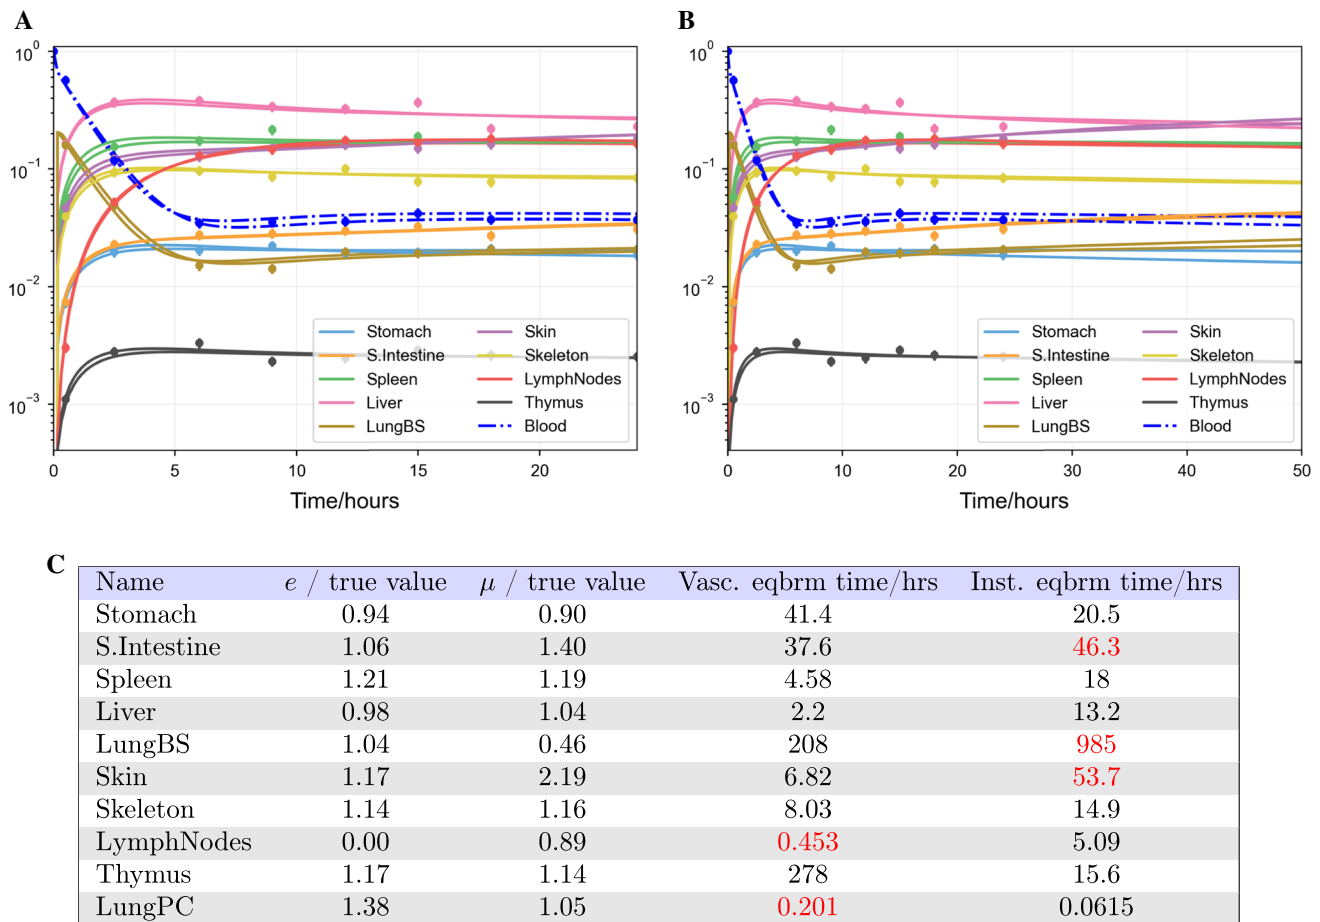 A
B
10^0
10^−1
10^−2
10^−3
0 5 10 15 20
Time/hours
Stomach Skin
S.Intestine Skeleton
Spleen LymphNodes
Liver Thymus
LungBS Blood
10^0
10^−1
10^−2
10^−3
0 10 20 30 40 50
Time/hours
Stomach Skin
S.Intestine Skeleton
Spleen LymphNodes
Liver Thymus
LungBS Blood
C
Name e / true value μ / true value Vasc. eqbrm time/hrs Inst. eqbrm time/hrs
Stomach 0.94 0.90 41.4 20.5
S.Intestine 1.06 1.40 37.6 46.3
Spleen 1.21 1.19 4.58 18
Liver 0.98 1.04 2.2 13.2
LungBS 1.04 0.46 208 985
Skin 1.17 2.19 6.82 53.7
Skeleton 1.14 1.16 8.03 14.9
LymphNodes 0.00 0.89 0.453 5.09
Thymus 1.17 1.14 278 15.6
LungPC 1.38 1.05 0.201 0.0615